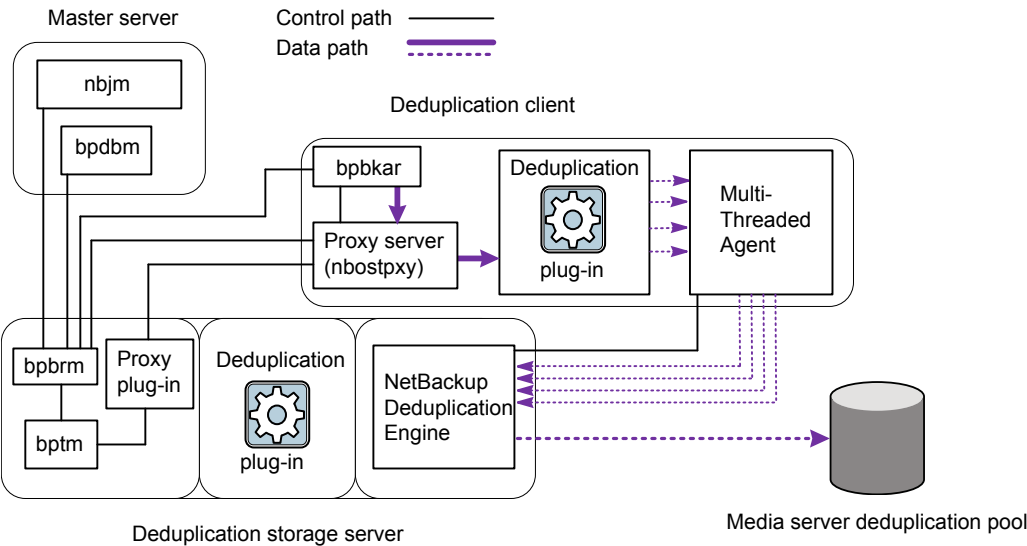 Master server
Control path
Data path
nbjm
bpdbm
Deduplication client
bpbkar
Proxy server
(nbostpxy)
Deduplication
plug-in
Multi-
Threaded
Agent
bpbrm
Proxy
plug-in
bptm
Deduplication
plug-in
NetBackup
Deduplication
Engine
Deduplication storage server
Media server deduplication pool